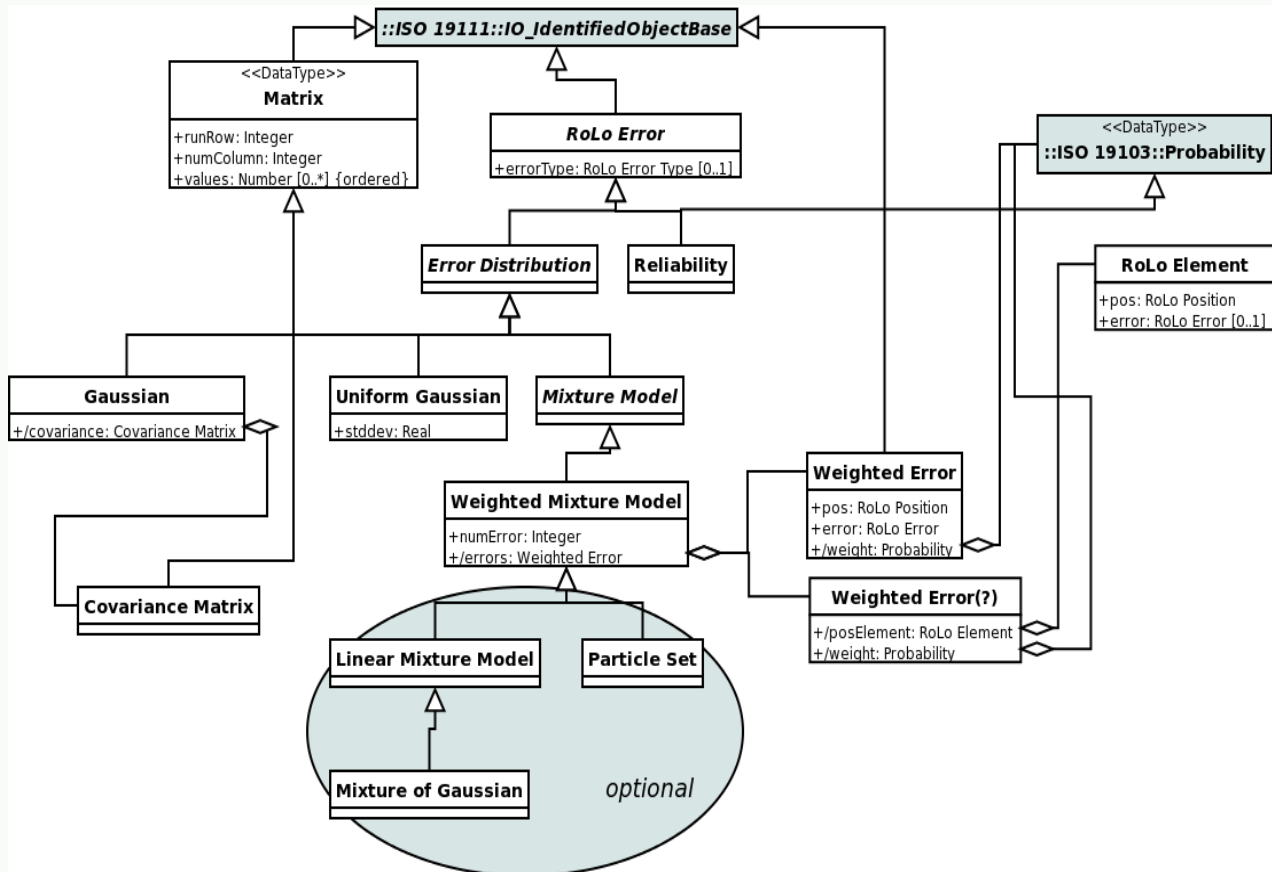 ::ISO 19111::IO_IdentifiedObjectBase
<<DataType>>
Matrix
+runRow: Integer
+numColumn: Integer
+values: Number [0..*] {ordered}
RoLo Error
+errorType: RoLo Error Type [0..1]
<<DataType>>
::ISO 19103::Probability
Error Distribution
Reliability
RoLo Element
+pos: RoLo Position
+error: RoLo Error [0..1]
Gaussian
+/covariance: Covariance Matrix
Uniform Gaussian
+stddev: Real
Mixture Model
Weighted Mixture Model
+numError: Integer
+/errors: Weighted Error
Weighted Error
+pos: RoLo Position
+error: RoLo Error
+/weight: Probability
Covariance Matrix
Weighted Error(?)
+/posElement: RoLo Element
+/weight: Probability
Linear Mixture Model
Particle Set
Mixture of Gaussian
optional